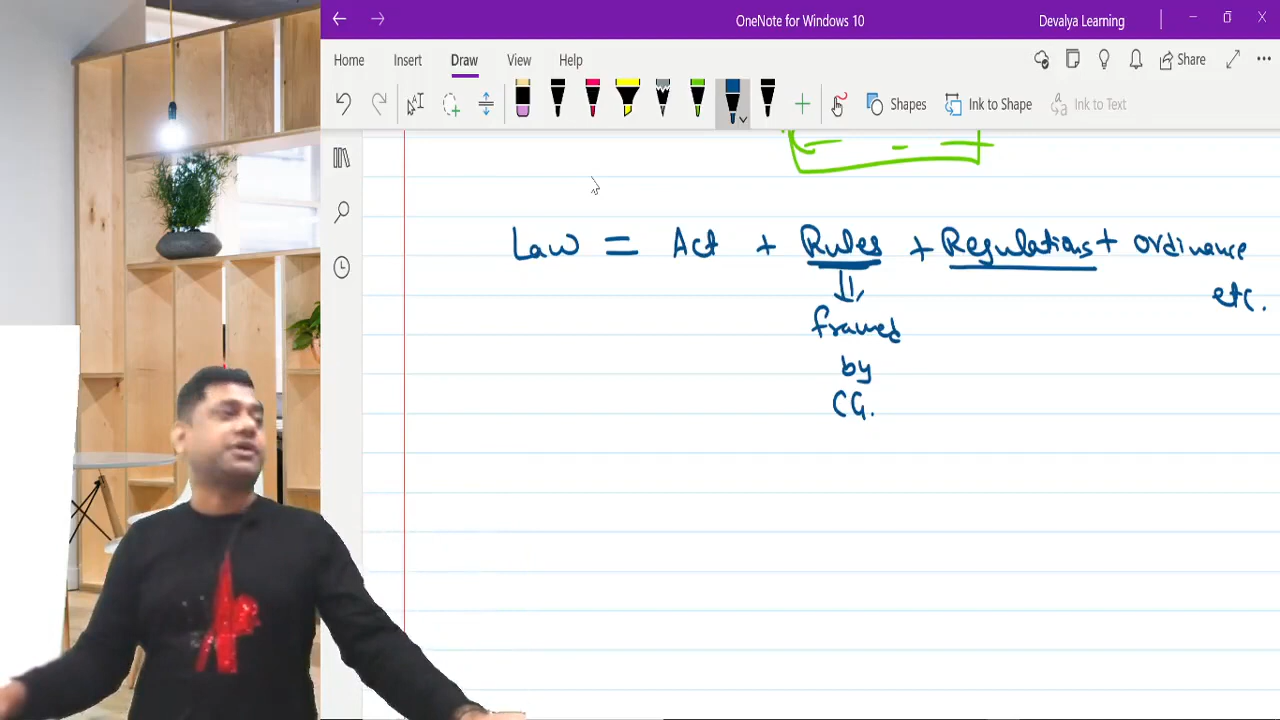 OneNote for Windows 10
Devalya Learning
Home Insert Draw View Help
Share
Shapes Ink to Shape Ink to Text
Law = Act + Rules + Regulations + ordinance
etc.
framed
by
CG.